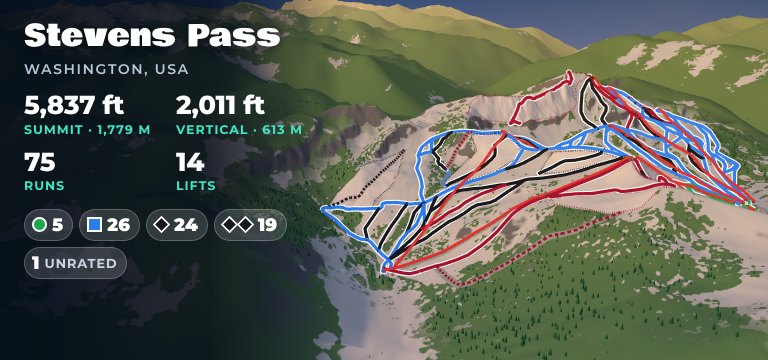 Stevens Pass
WASHINGTON, USA
5,837 ft 2,011 ft
SUMMIT · 1,779 M VERTICAL · 613 M
75 14
RUNS LIFTS
5 26 24 19
1 UNRATED